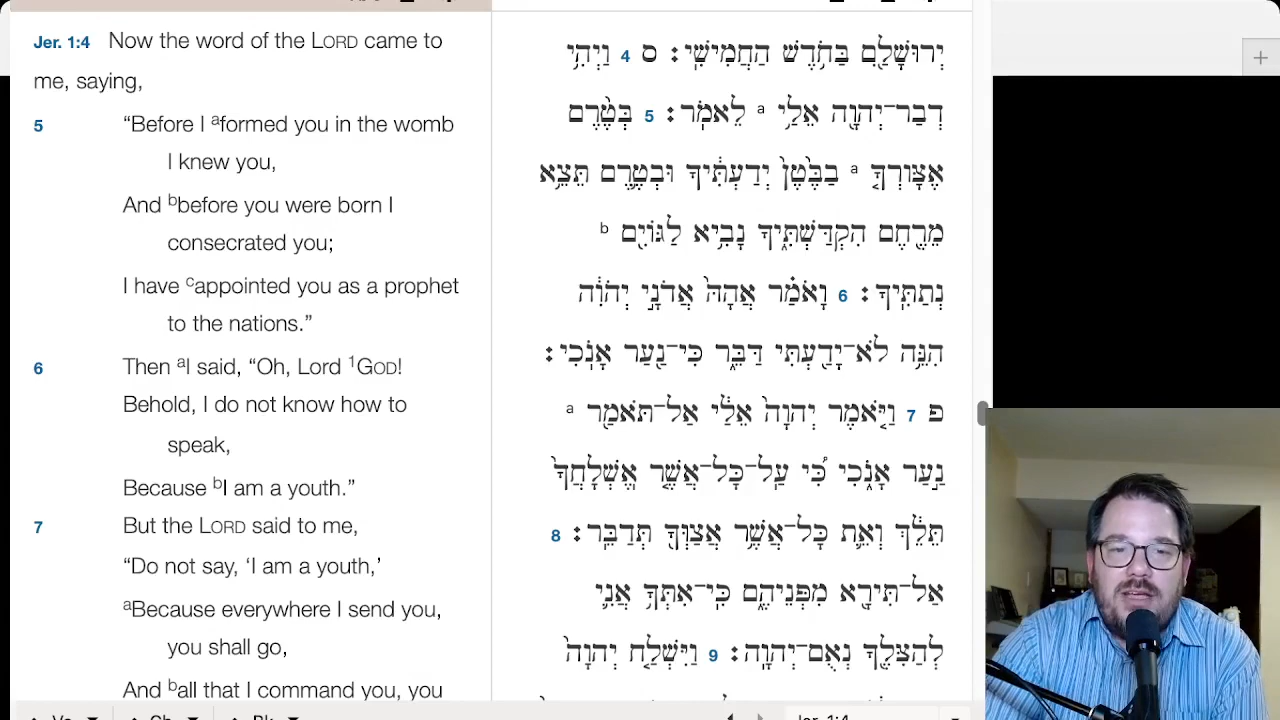 Jer. 1:4 Now the word of the LORD came to
me, saying,
5 “Before I aformed you in the womb
I knew you,
And bbefore you were born I
consecrated you;
I have cappointed you as a prophet
to the nations.”
6 Then aI said, “Oh, Lord 1GOD!
Behold, I do not know how to
speak,
Because bI am a youth.”
7 But the LORD said to me,
“Do not say, ‘I am a youth,’
aBecause everywhere I send you,
you shall go,
And ball that I command you, you
יְרוּשָׁלִַ֖ם בַּחֹ֥דֶשׁ הַחֲמִישִֽׁי׃ ס 4 וַיְהִ֥י
דְבַר־יְהוָ֖ה אֵלַ֥י a לֵאמֹֽר׃ 5 בְּטֶ֨רֶם
אֶצָּורְךָ֤ a בַבֶּ֙טֶן֙ יְדַעְתִּ֔יךָ וּבְטֶ֛רֶם תֵּצֵ֥א
מֵרֶ֖חֶם הִקְדַּשְׁתִּ֑יךָ נָבִ֥יא לַגּוֹיִ֖ם b
נְתַתִּֽיךָ׃ 6 וָאֹמַ֗ר אֲהָהּ֙ אֲדֹנָ֣י יְהֹוִ֔ה
הִנֵּ֥ה לֹא־יָדַ֖עְתִּי דַּבֵּ֑ר כִּי־נַ֖עַר אָנֹֽכִי׃
פ 7 וַיֹּ֤אמֶר יְהוָה֙ אֵלַ֔י אַל־תֹּאמַ֖ר a
נַ֣עַר אָנֹ֑כִי כִּ֠י עַֽל־כָּל־אֲשֶׁ֤ר אֶֽשְׁלָחֲךָ֙
תֵּלֵ֔ךְ וְאֵ֛ת כָּל־אֲשֶׁ֥ר אֲצַוְּךָ֖ תְּדַבֵּֽר׃ 8
אַל־תִּירָ֖א מִפְּנֵיהֶ֑ם כִּֽי־אִתְּךָ֥ אֲנִ֛י
לְהַצִּלֶ֖ךָ נְאֻם־יְהוָֽה׃ 9 וַיִּשְׁלַ֤ח יְהוָה֙
Jer. 1:4